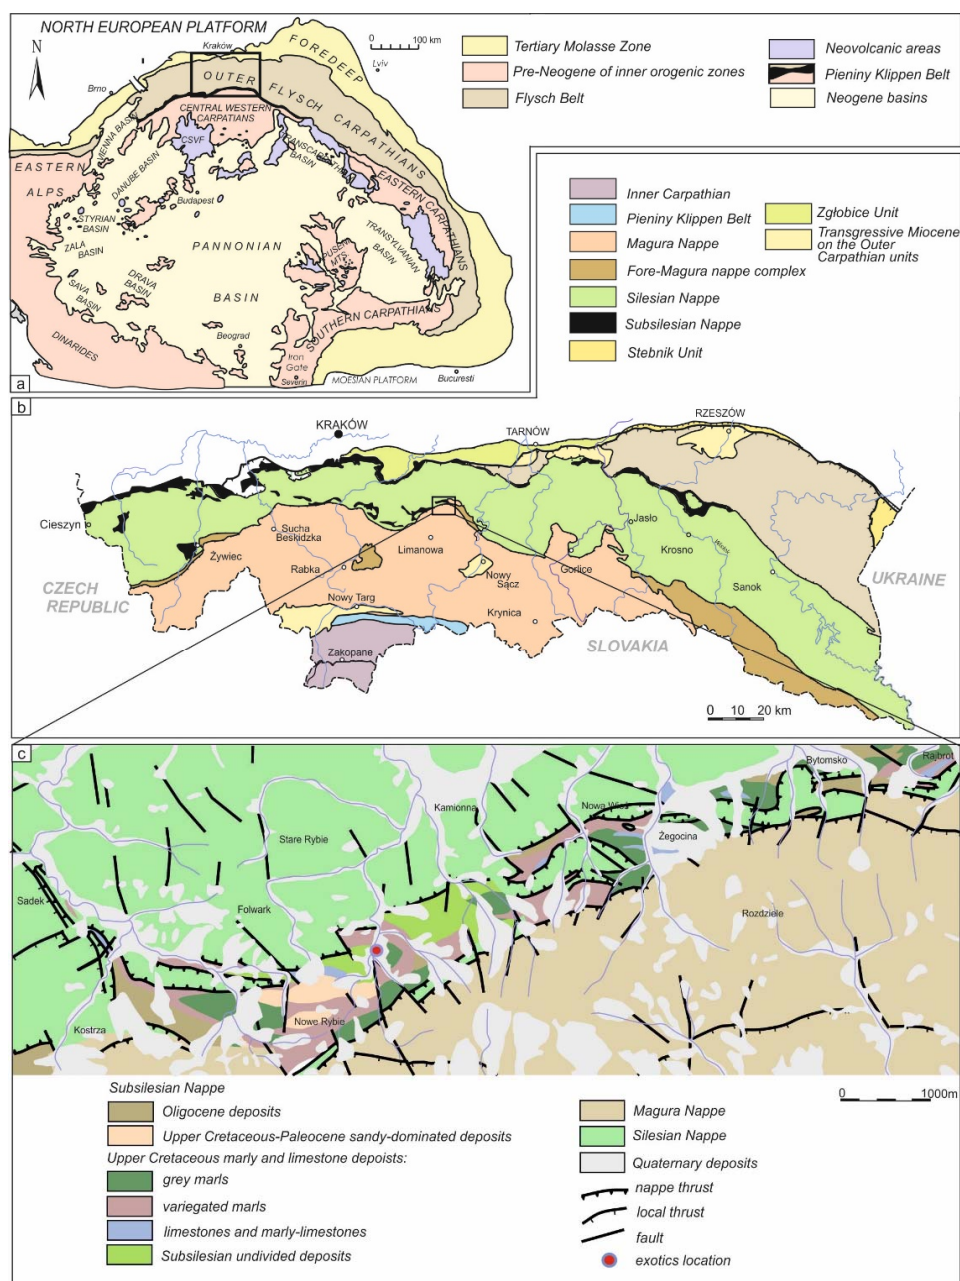 NORTH EUROPEAN PLATFORM
N
Kraków
FOREDEEP
0 100 km
Lviv
Brno
OUTER FLYSCH CARPATHIANS
CENTRAL WESTERN
CARPATIANS
VIENNA BASIN
CSVF
TRANSCARPATHIAN
BASIN
EASTERN
ALPS
DANUBE BASIN
EASTERN CARPATHIANS
Budapest
STYRIAN
BASIN
PANNONIAN
BASIN
TRANSYLVANIAN
BASIN
ZALA
BASIN
MTS.
DRAVA
BASIN
SAVA
BASIN
SOUTHERN CARPATHIANS
Beograd
DINARIDES
Iron
Gate
Severin
MOESIAN PLATFORM
Bucuresti
a
Tertiary Molasse Zone
Pre-Neogene of inner orogenic zones
Flysch Belt
Neovolcanic areas
Pieniny Klippen Belt
Neogene basins
Inner Carpathian
Pieniny Klippen Belt
Magura Nappe
Fore-Magura nappe complex
Silesian Nappe
Subsilesian Nappe
Stebnik Unit
Zgłobice Unit
Transgressive Miocene
on the Outer
Carpathian units
b
KRAKÓW
TARNÓW
RZESZÓW
Cieszyn
Sucha
Beskidzka
Jasło
Żywiec
Limanowa
Krosno
Wisłok
Rabka
Gorlice
Nowy
Sącz
Sanok
CZECH
REPUBLIC
UKRAINE
Nowy Targ
Krynica
SLOVAKIA
Zakopane
0 10 20 km
c
Rajbrot
Bytomsko
Kamionna
Nowa Wieś
Stare Rybie
Żegocina
Sadek
Folwark
Rozdziele
Kostrza
Nowe Rybie
0 1000m
Subsilesian Nappe
Oligocene deposits
Upper Cretaceous-Paleocene sandy-dominated deposits
Upper Cretaceous marly and limestone depoists:
grey marls
variegated marls
limestones and marly-limestones
Subsilesian undivided deposits
Magura Nappe
Silesian Nappe
Quaternary deposits
nappe thrust
local thrust
fault
exotics location